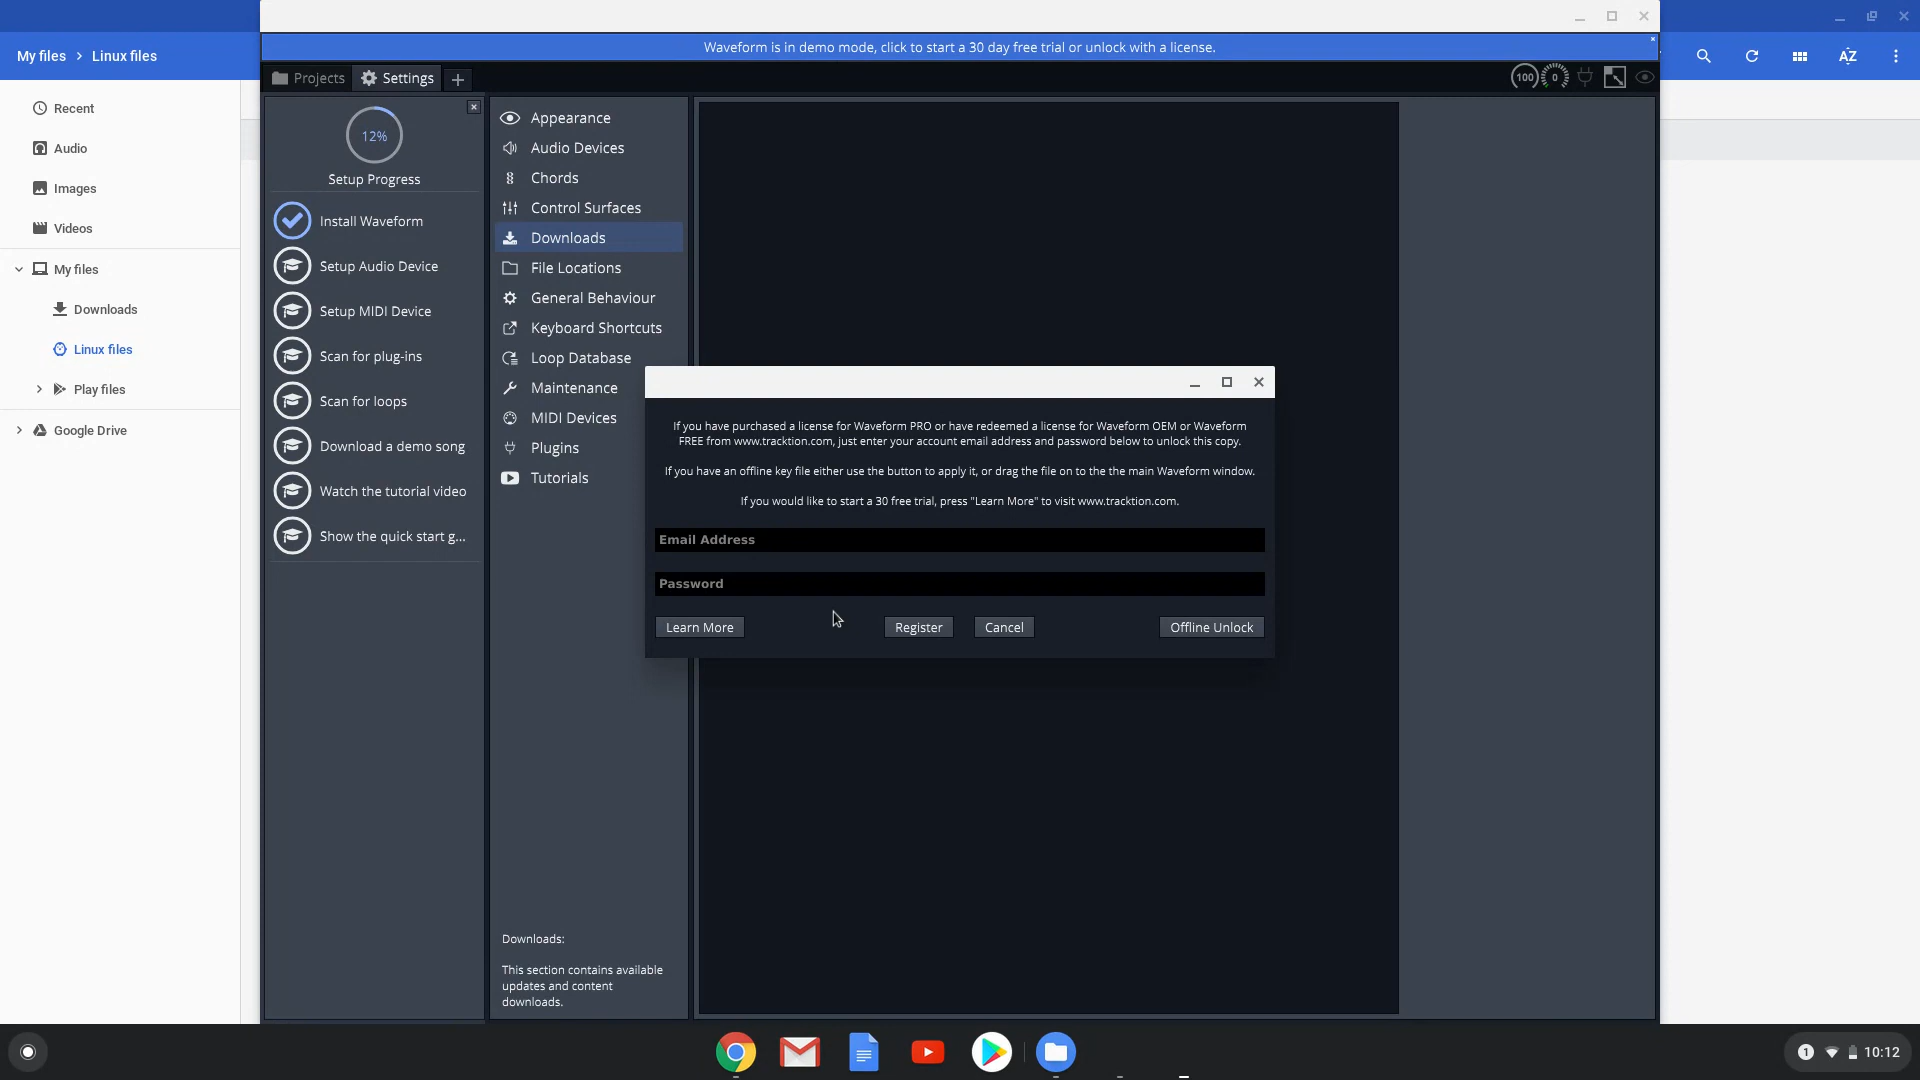 My files > Linux files
Recent
Audio
Images
Videos
My files
Downloads
Linux files
Play files
Google Drive
Waveform is in demo mode, click to start a 30 day free trial or unlock with a license.
Projects
Settings
+
100
0
AZ
12%
Setup Progress
Install Waveform
Setup Audio Device
Setup MIDI Device
Scan for plug-ins
Scan for loops
Download a demo song
Watch the tutorial video
Show the quick start g...
Appearance
Audio Devices
Chords
Control Surfaces
Downloads
File Locations
General Behaviour
Keyboard Shortcuts
Loop Database
Maintenance
MIDI Devices
Plugins
Tutorials
Downloads:
This section contains available
updates and content
downloads.
If you have purchased a license for Waveform PRO or have redeemed a license for Waveform OEM or Waveform
FREE from www.tracktion.com, just enter your account email address and password below to unlock this copy.
If you have an offline key file either use the button to apply it, or drag the file on to the the main Waveform window.
If you would like to start a 30 free trial, press "Learn More" to visit www.tracktion.com.
Email Address
Password
Learn More
Register
Cancel
Offline Unlock
1
10:12